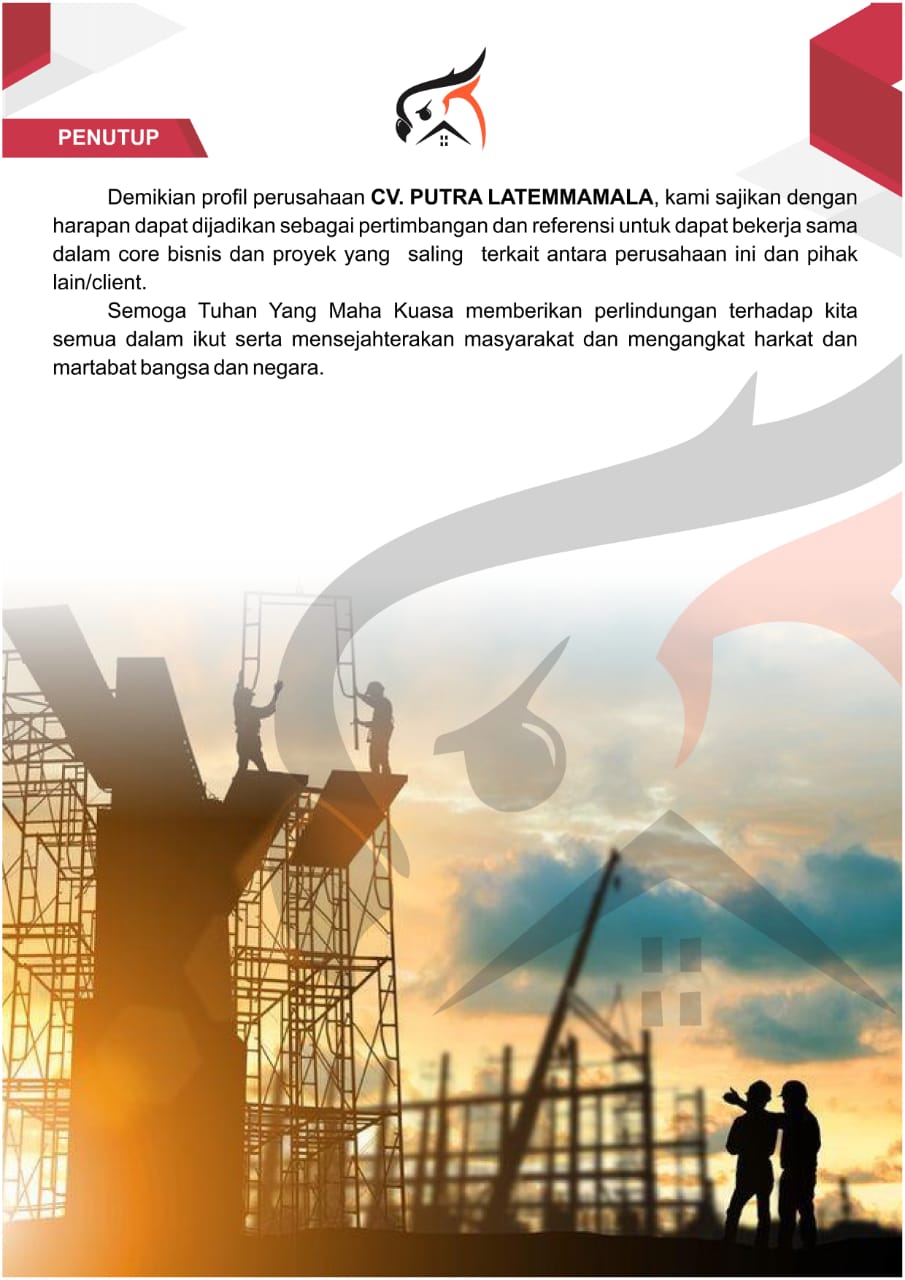 PENUTUP
Demikian profil perusahaan CV. PUTRA LATEMMAMALA, kami sajikan dengan
harapan dapat dijadikan sebagai pertimbangan dan referensi untuk dapat bekerja sama
dalam core bisnis dan proyek yang saling terkait antara perusahaan ini dan pihak
lain/client.
Semoga Tuhan Yang Maha Kuasa memberikan perlindungan terhadap kita
semua dalam ikut serta mensejahterakan masyarakat dan mengangkat harkat dan
martabat bangsa dan negara.